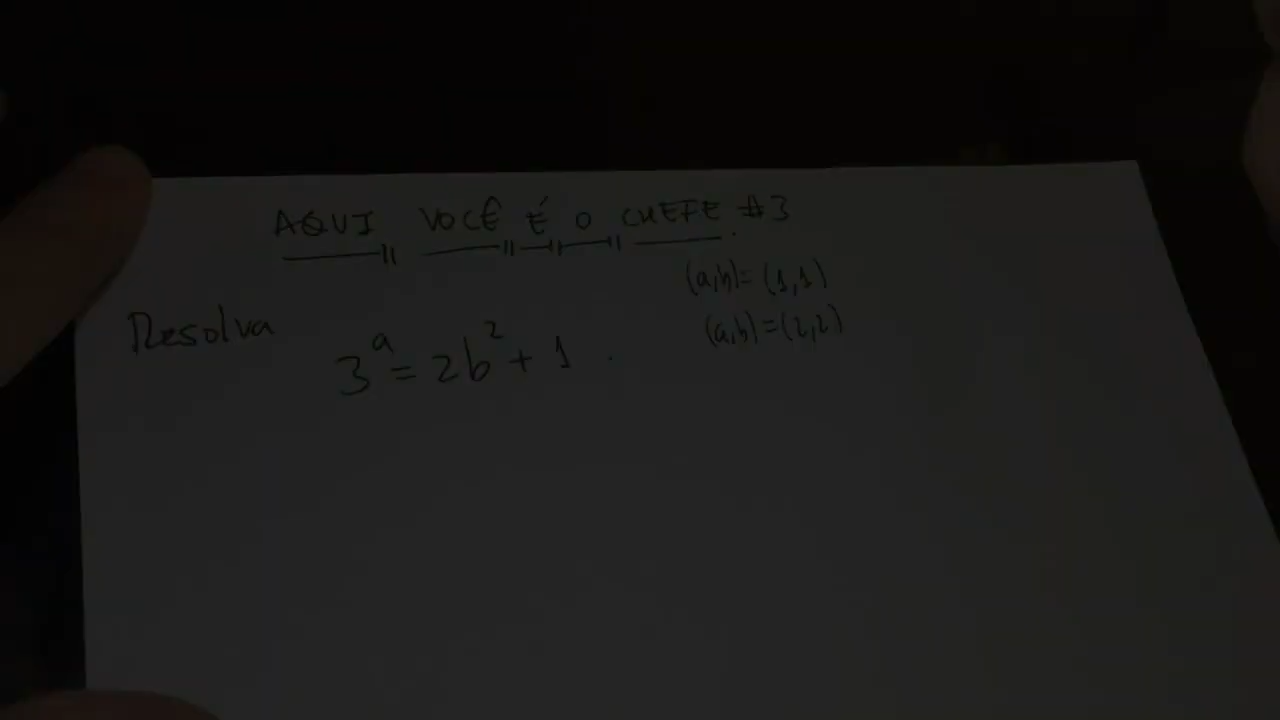 AQUI VOCÊ É O CHEFE #3
(a,b)=(1,1)
(a,b)=(2,2)
Resolva 3^a = 2b^2 + 1.